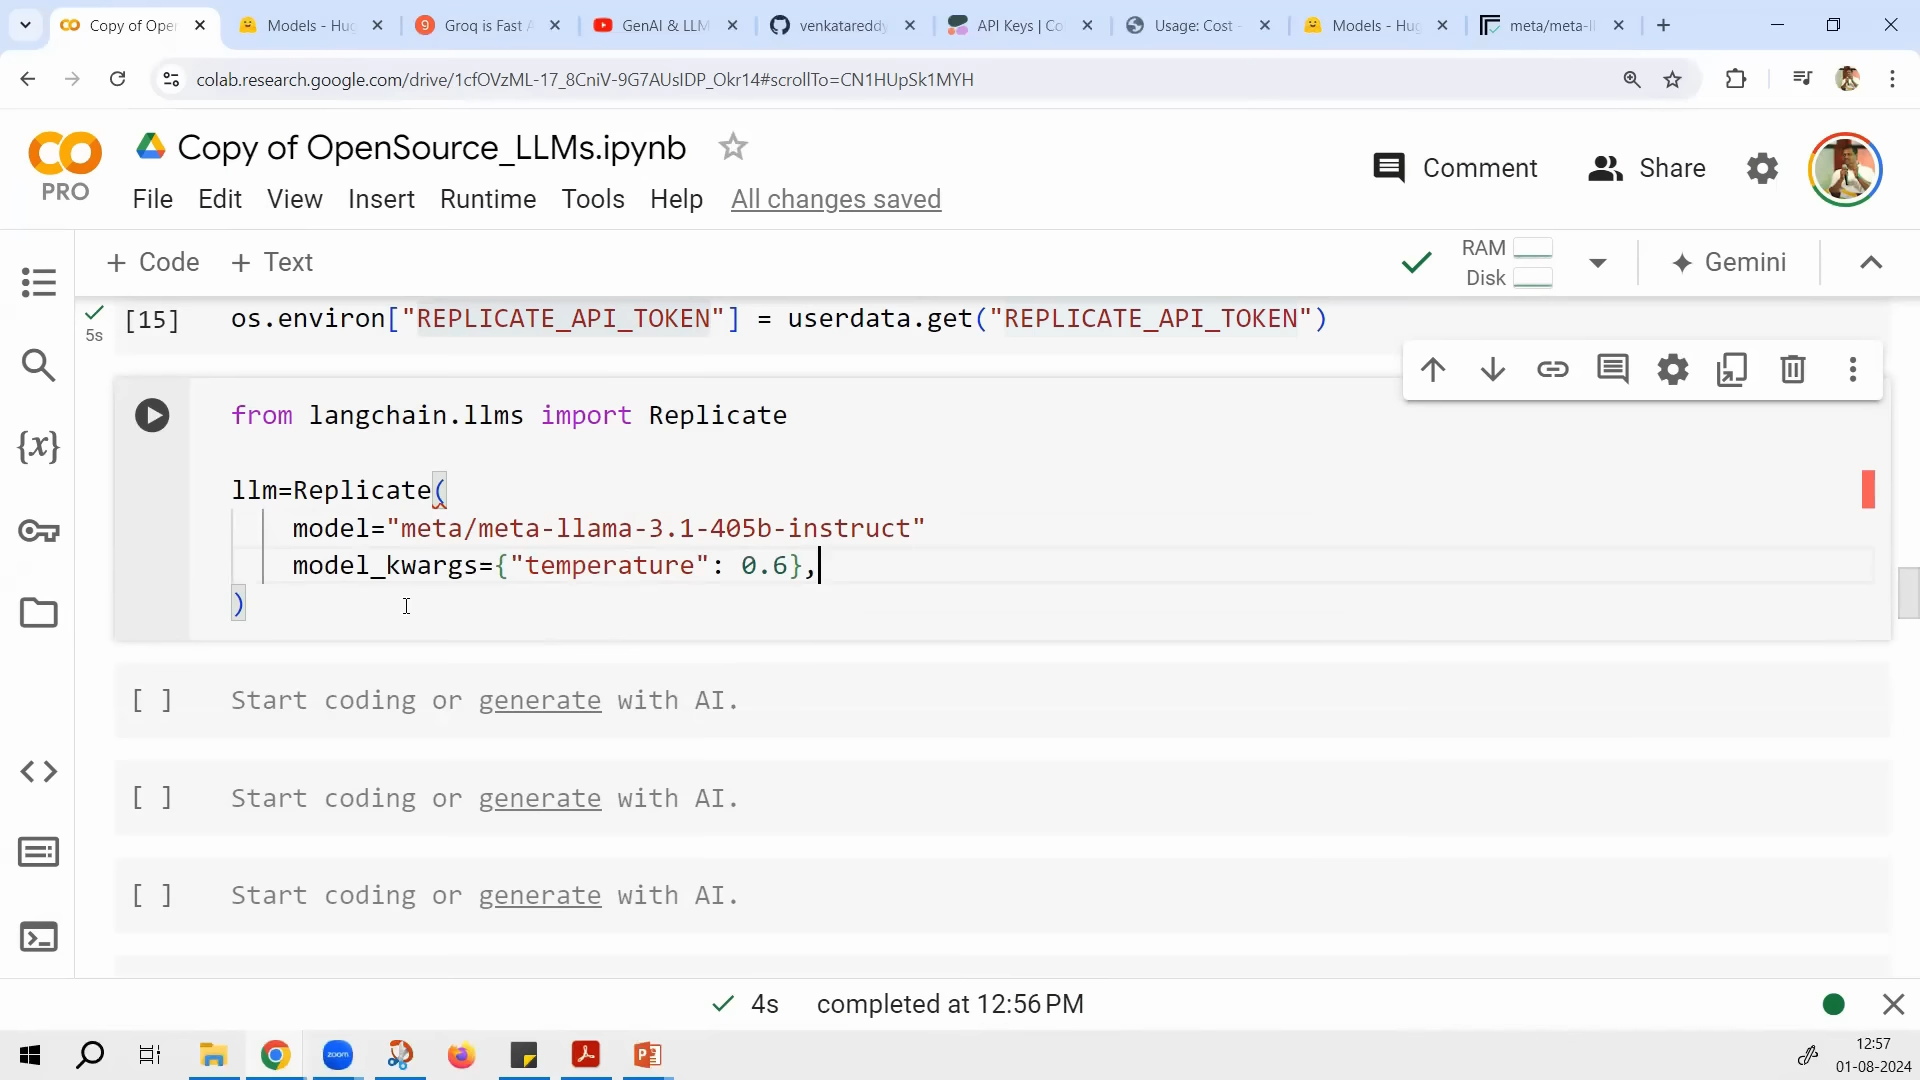 Copy of Oper
Models - Hug
Groq is Fast A
GenAI & LLM
venkatareddy
API Keys | Co
Usage: Cost -
Models - Hug
meta/meta-ll
colab.research.google.com/drive/1cfOVzML-17_8CniV-9G7AUsIDP_Okr14#scrollTo=CN1HUpSk1MYH
PRO
Copy of OpenSource_LLMs.ipynb
Comment
Share
File Edit View Insert Runtime Tools Help All changes saved
+ Code + Text
RAM
Disk
Gemini
5s
[15] os.environ["REPLICATE_API_TOKEN"] = userdata.get("REPLICATE_API_TOKEN")
from langchain.llms import Replicate
llm=Replicate(
model="meta/meta-llama-3.1-405b-instruct"
model_kwargs={"temperature": 0.6},
)
[ ] Start coding or generate with AI.
[ ] Start coding or generate with AI.
[ ] Start coding or generate with AI.
4s completed at 12:56 PM
zoom
12:57
01-08-2024